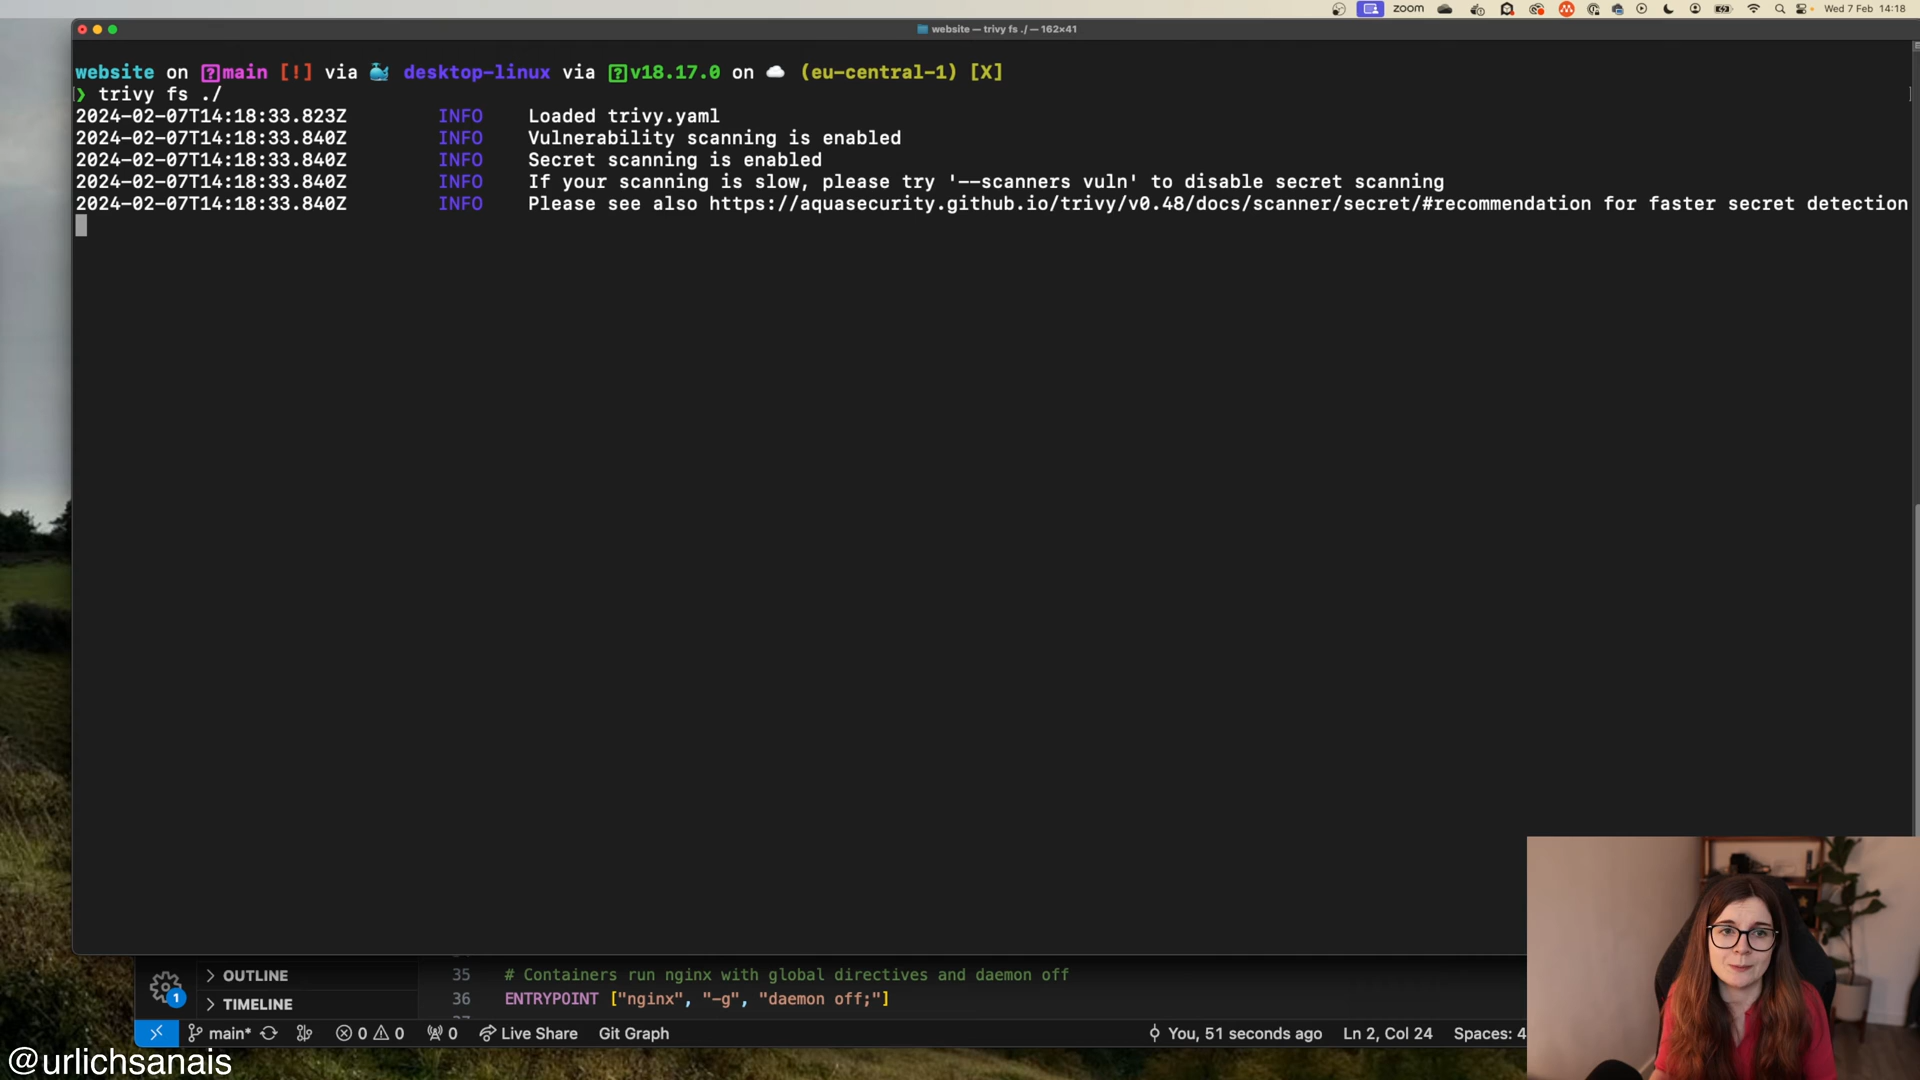 zoom
Wed 7 Feb 14:18
website — trivy fs ./ — 162×41
website on main [!] via desktop-linux via v18.17.0 on (eu-central-1) [X]
❯ trivy fs ./
2024-02-07T14:18:33.823Z INFO Loaded trivy.yaml
2024-02-07T14:18:33.840Z INFO Vulnerability scanning is enabled
2024-02-07T14:18:33.840Z INFO Secret scanning is enabled
2024-02-07T14:18:33.840Z INFO If your scanning is slow, please try '--scanners vuln' to disable secret scanning
2024-02-07T14:18:33.840Z INFO Please see also https://aquasecurity.github.io/trivy/v0.48/docs/scanner/secret/#recommendation for faster secret detection
OUTLINE
TIMELINE
1
35 # Containers run nginx with global directives and daemon off
36 ENTRYPOINT ["nginx", "-g", "daemon off;"]
main* 0 0 0 Live Share Git Graph You, 51 seconds ago Ln 2, Col 24 Spaces: 4
@urlichsanais